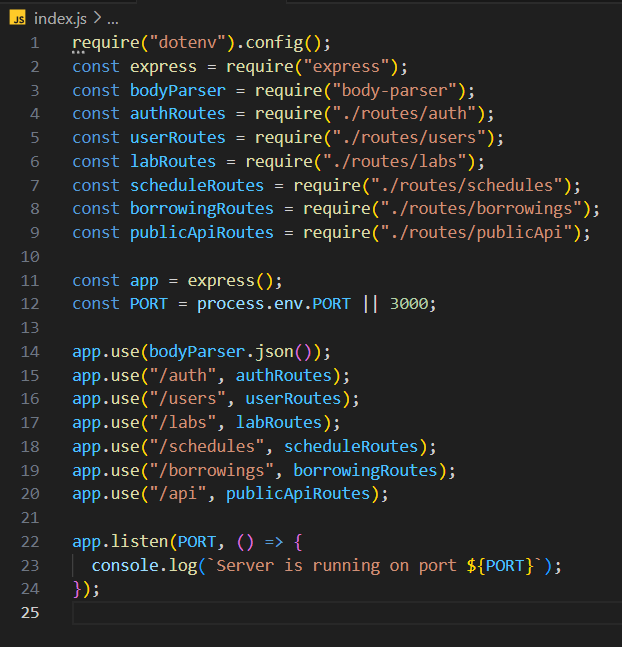 JS index.js > ...
1 require("dotenv").config();
2 const express = require("express");
3 const bodyParser = require("body-parser");
4 const authRoutes = require("./routes/auth");
5 const userRoutes = require("./routes/users");
6 const labRoutes = require("./routes/labs");
7 const scheduleRoutes = require("./routes/schedules");
8 const borrowingRoutes = require("./routes/borrowings");
9 const publicApiRoutes = require("./routes/publicApi");
10
11 const app = express();
12 const PORT = process.env.PORT || 3000;
13
14 app.use(bodyParser.json());
15 app.use("/auth", authRoutes);
16 app.use("/users", userRoutes);
17 app.use("/labs", labRoutes);
18 app.use("/schedules", scheduleRoutes);
19 app.use("/borrowings", borrowingRoutes);
20 app.use("/api", publicApiRoutes);
21
22 app.listen(PORT, () => {
23   console.log(`Server is running on port ${PORT}`);
24 });
25